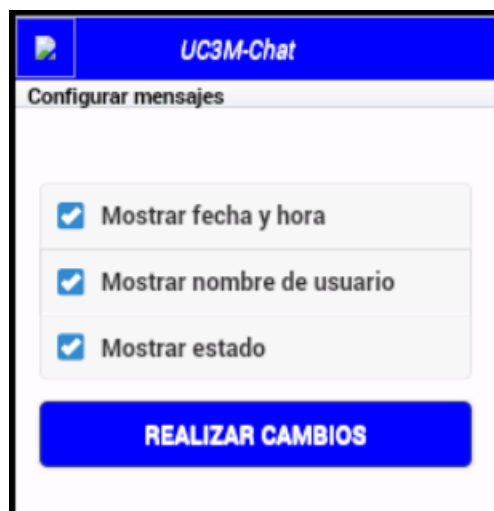 UC3M-Chat
Configurar mensajes
Mostrar fecha y hora
Mostrar nombre de usuario
Mostrar estado
REALIZAR CAMBIOS